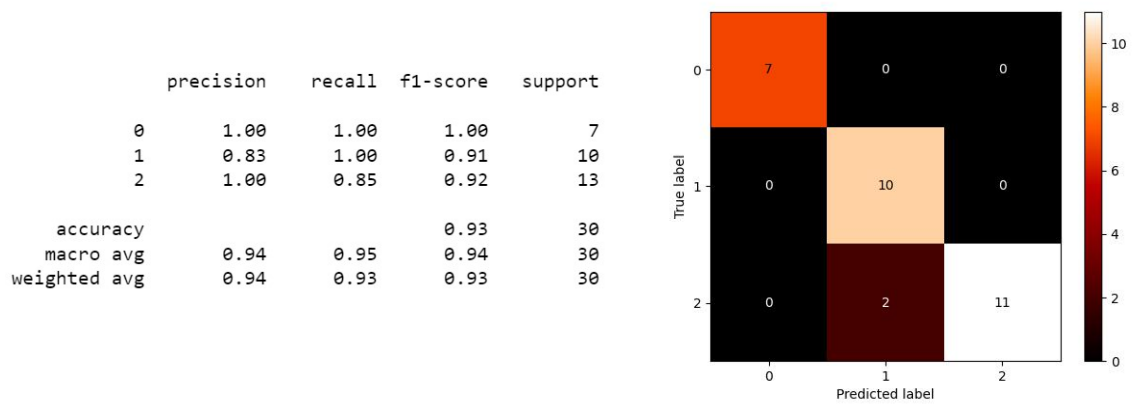 precision recall f1-score support
0 1.00 1.00 1.00 7
1 0.83 1.00 0.91 10
2 1.00 0.85 0.92 13
accuracy 0.93 30
macro avg 0.94 0.95 0.94 30
weighted avg 0.94 0.93 0.93 30
True label
0
7 0 0
1
0 10 0
2
0 2 11
0 1 2
Predicted label
10
8
6
4
2
0